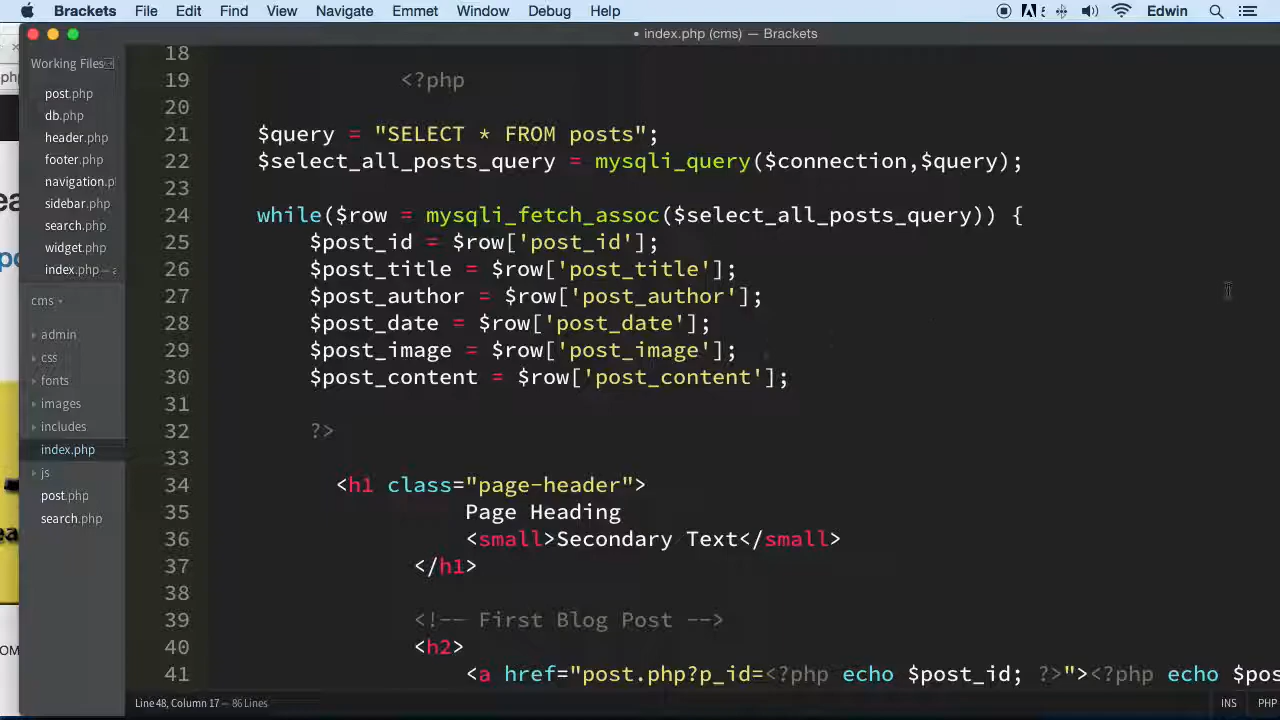 Brackets File Edit Find View Navigate Emmet Window Debug Help Edwin
index.php (cms) — Brackets
Working Files
post.php
db.php
header.php
footer.php
navigation.p
sidebar.php
search.php
widget.php
index.php —
cms
admin
css
fonts
images
includes
index.php
js
post.php
search.php
18
19 <?php
20
21 $query = "SELECT * FROM posts";
22 $select_all_posts_query = mysqli_query($connection,$query);
23
24 while($row = mysqli_fetch_assoc($select_all_posts_query)) {
25 $post_id = $row['post_id'];
26 $post_title = $row['post_title'];
27 $post_author = $row['post_author'];
28 $post_date = $row['post_date'];
29 $post_image = $row['post_image'];
30 $post_content = $row['post_content'];
31
32 ?>
33
34 <h1 class="page-header">
35 Page Heading
36 <small>Secondary Text</small>
37 </h1>
38
39 <!-- First Blog Post -->
40 <h2>
41 <a href="post.php?p_id=<?php echo $post_id; ?>"><?php echo $pos
Line 48, Column 17 — 86 Lines
INS PHP